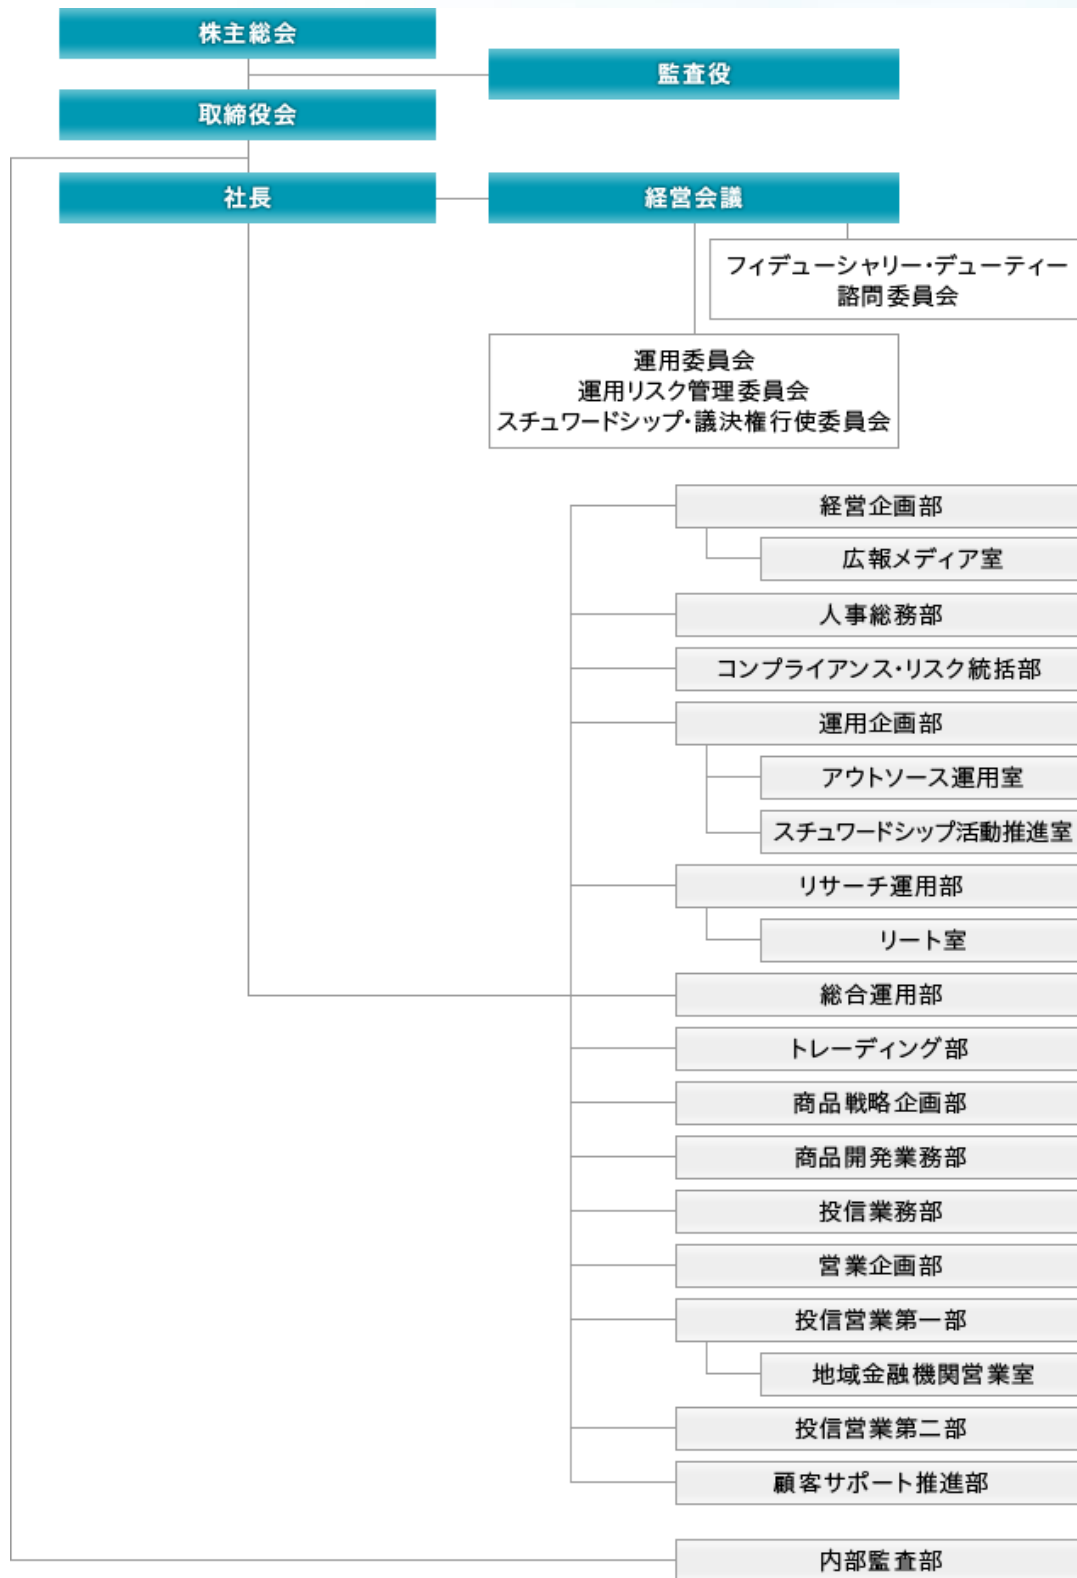 株主総会
監査役
取締役会
社長
経営会議
フィデューシャリー・デューティー
諮問委員会
運用委員会
運用リスク管理委員会
スチュワードシップ・議決権行使委員会
経営企画部
広報メディア室
人事総務部
コンプライアンス・リスク統括部
運用企画部
アウトソース運用室
スチュワードシップ活動推進室
リサーチ運用部
リート室
総合運用部
トレーディング部
商品戦略企画部
商品開発業務部
投信業務部
営業企画部
投信営業第一部
地域金融機関営業室
投信営業第二部
顧客サポート推進部
内部監査部